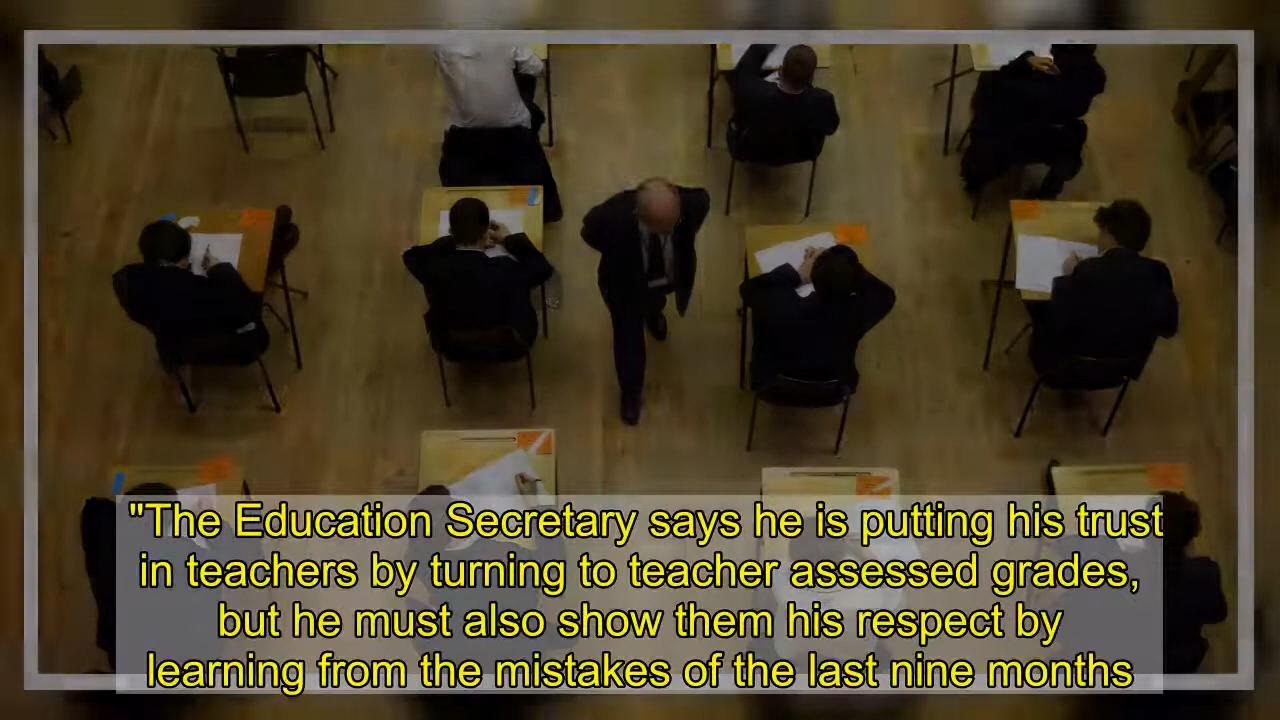 "The Education Secretary says he is putting his trust
in teachers by turning to teacher assessed grades,
but he must also show them his respect by
learning from the mistakes of the last nine months